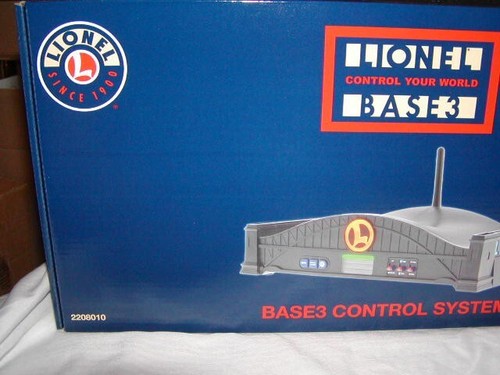 LIONEL
L
SINCE 1900
®
LIONEL
CONTROL YOUR WORLD
BASE3
L
BASE3 CONTROL SYSTEM
2208010